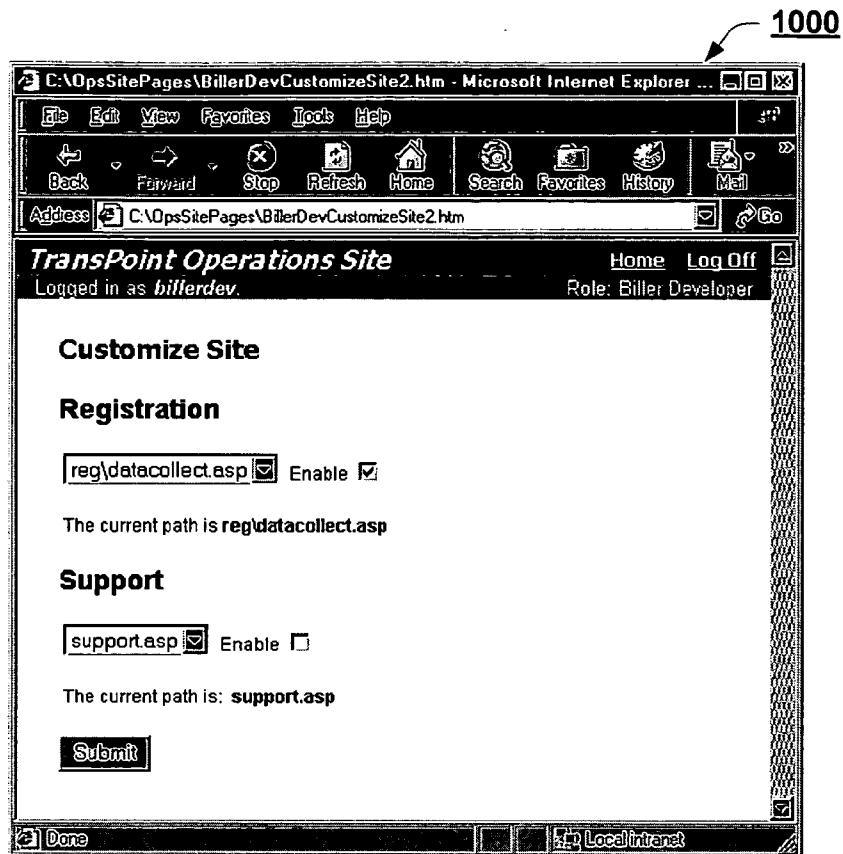 1000
C:\OpsSitePages\BillerDevCustomizeSite2.htm - Microsoft Internet Explorer ...
File Edit View Favorites Tools Help
Back Forward Stop Refresh Home Search Favorites History Mail
Address C:\OpsSitePages\BillerDevCustomizeSite2.htm Go
TransPoint Operations Site Home Log Off
Logged in as billerdev. Role: Biller Developer
Customize Site
Registration
reg\datacollect.asp Enable
The current path is reg\datacollect.asp
Support
support.asp Enable
The current path is: support.asp
Submit
Done Local intranet